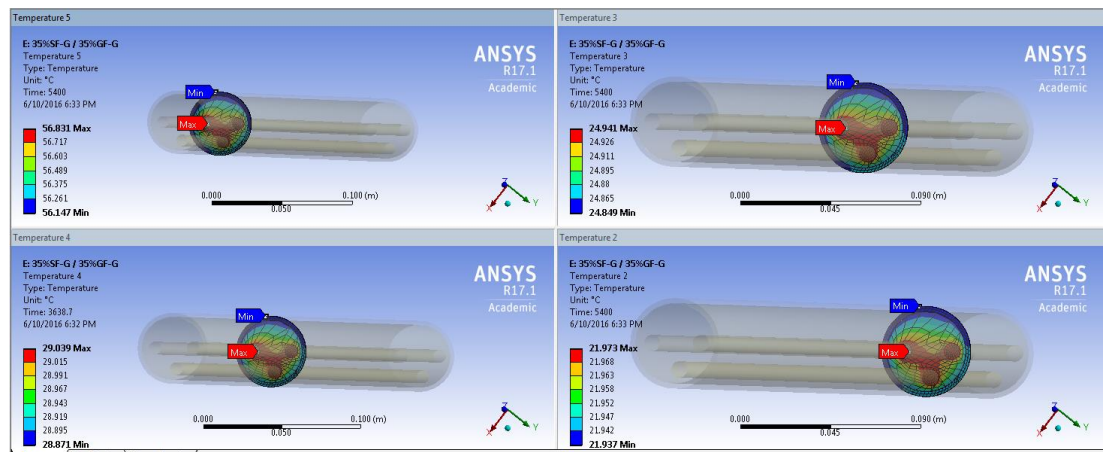 Temperature 5
E: 35%SF-G / 35%GF-G
Temperature 5
Type: Temperature
Unit: °C
Time: 5400
6/10/2016 6:33 PM
56.831 Max
56.717
56.603
56.489
56.375
56.261
56.147 Min
Min
Max
ANSYS
R17.1
Academic
0.000
0.050
0.100 (m)
Z
X
Y
Temperature 3
E: 35%SF-G / 35%GF-G
Temperature 3
Type: Temperature
Unit: °C
Time: 5400
6/10/2016 6:33 PM
24.941 Max
24.926
24.911
24.895
24.88
24.865
24.849 Min
Min
Max
ANSYS
R17.1
Academic
0.000
0.045
0.090 (m)
Z
X
Y
Temperature 4
E: 35%SF-G / 35%GF-G
Temperature 4
Type: Temperature
Unit: °C
Time: 3638.7
6/10/2016 6:32 PM
29.039 Max
29.015
28.991
28.967
28.943
28.919
28.895
28.871 Min
Min
Max
ANSYS
R17.1
Academic
0.000
0.050
0.100 (m)
Z
X
Y
Temperature 2
E: 35%SF-G / 35%GF-G
Temperature 2
Type: Temperature
Unit: °C
Time: 5400
6/10/2016 6:33 PM
21.973 Max
21.968
21.963
21.958
21.952
21.947
21.942
21.937 Min
Min
Max
ANSYS
R17.1
Academic
0.000
0.045
0.090 (m)
Z
X
Y